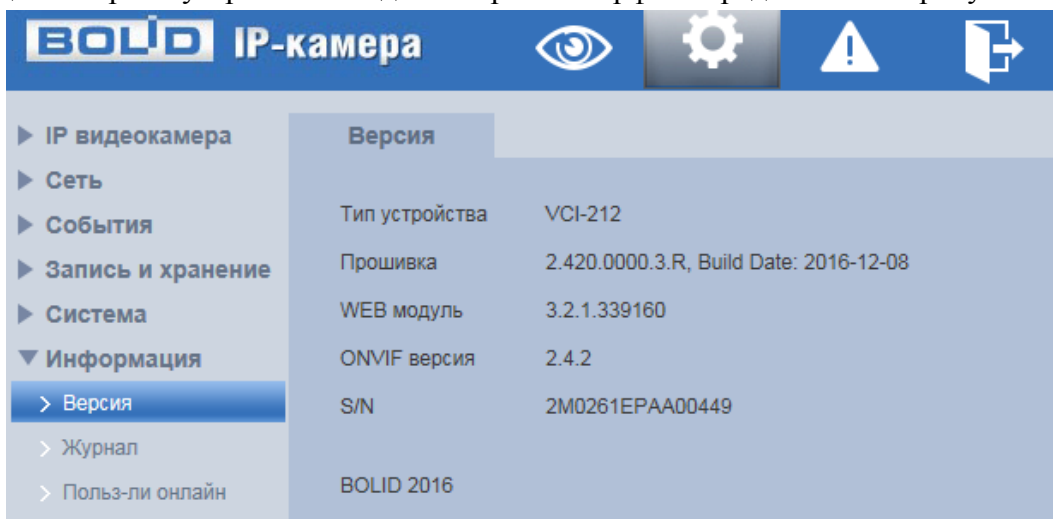 BOLID IP-камера
IP видеокамера
Сеть
События
Запись и хранение
Система
Информация
Версия
Журнал
Польз-ли онлайн
Версия
Тип устройства VCI-212
Прошивка 2.420.0000.3.R, Build Date: 2016-12-08
WEB модуль 3.2.1.339160
ONVIF версия 2.4.2
S/N 2M0261EPAA00449
BOLID 2016